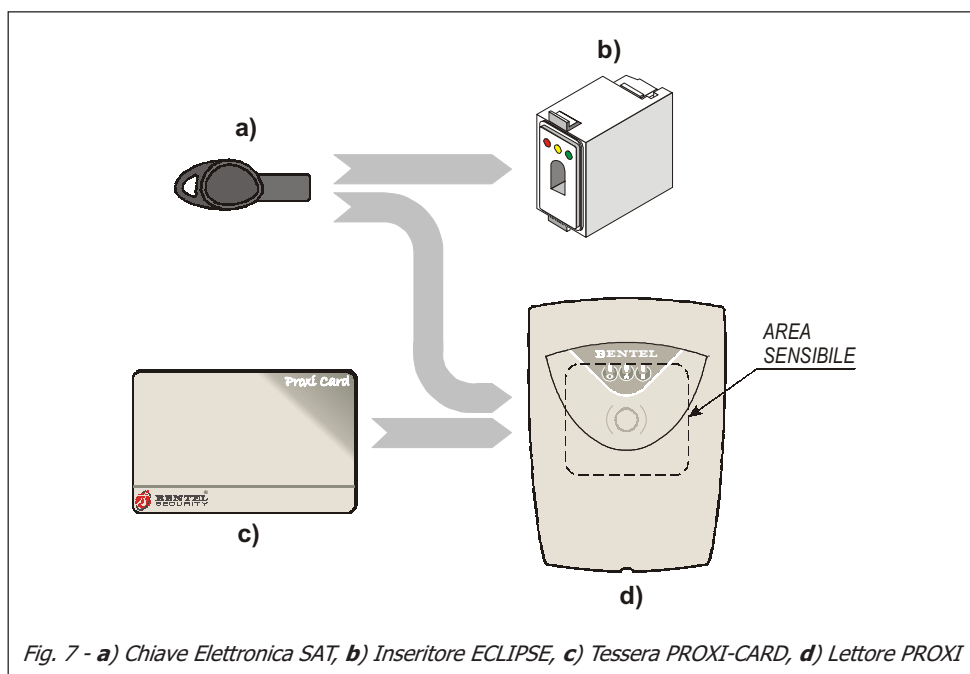 b)
a)
AREA
SENSIBILE
BENTEL
Proxi Card
BENTEL
SECURITY
c)
d)
Fig. 7 - a) Chiave Elettronica SAT, b) Inseritore ECLIPSE, c) Tessera PROXI-CARD, d) Lettore PROXI